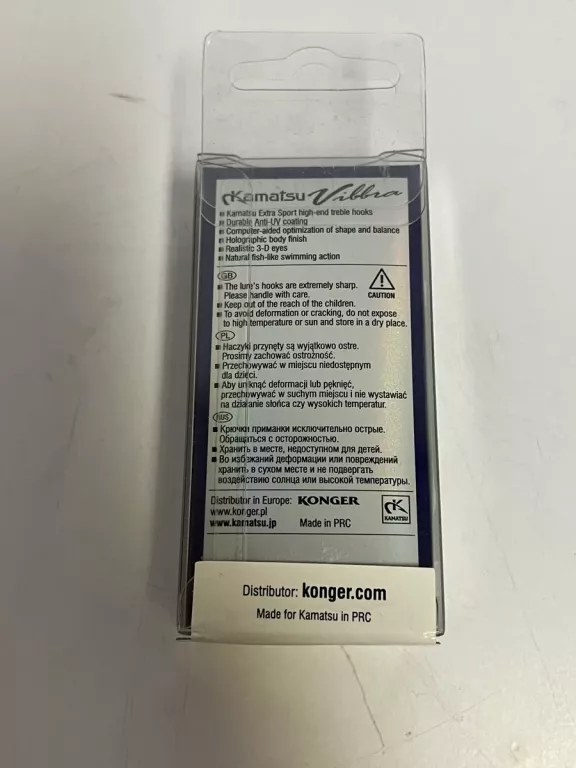 Kamatsu Vibbra
■ Kamatsu Extra Sport high-end treble hooks
■ Durable Anti-UV coating
■ Computer-aided optimization of shape and balance
■ Holographic body finish
■ Realistic 3-D eyes
■ Natural fish-like swimming action
GB
■ The lure's hooks are extremely sharp.
Please handle with care.
CAUTION
■ Keep out of the reach of the children.
■ To avoid deformation or cracking, do not expose
to high temperature or sun and store in a dry place.
PL
■ Haczyki przynęty są wyjątkowo ostre.
Prosimy zachować ostrożność.
■ Przechowywać w miejscu niedostępnym
dla dzieci.
■ Aby uniknąć deformacji lub pęknięć,
przechowywać w suchym miejscu i nie wystawiać
na działanie słońca czy wysokich temperatur.
RUS
■ Крючки приманки исключительно острые.
Обращаться с осторожностью.
■ Хранить в месте, недоступном для детей.
■ Во избежаний деформации или повреждений
хранить в сухом месте и не подвергать
воздействию солнца или высокой температуры.
Distributor in Europe: KONGER
www.konger.pl
www.kamatsu.jp Made in PRC
KAMATSU
Distributor: konger.com
Made for Kamatsu in PRC